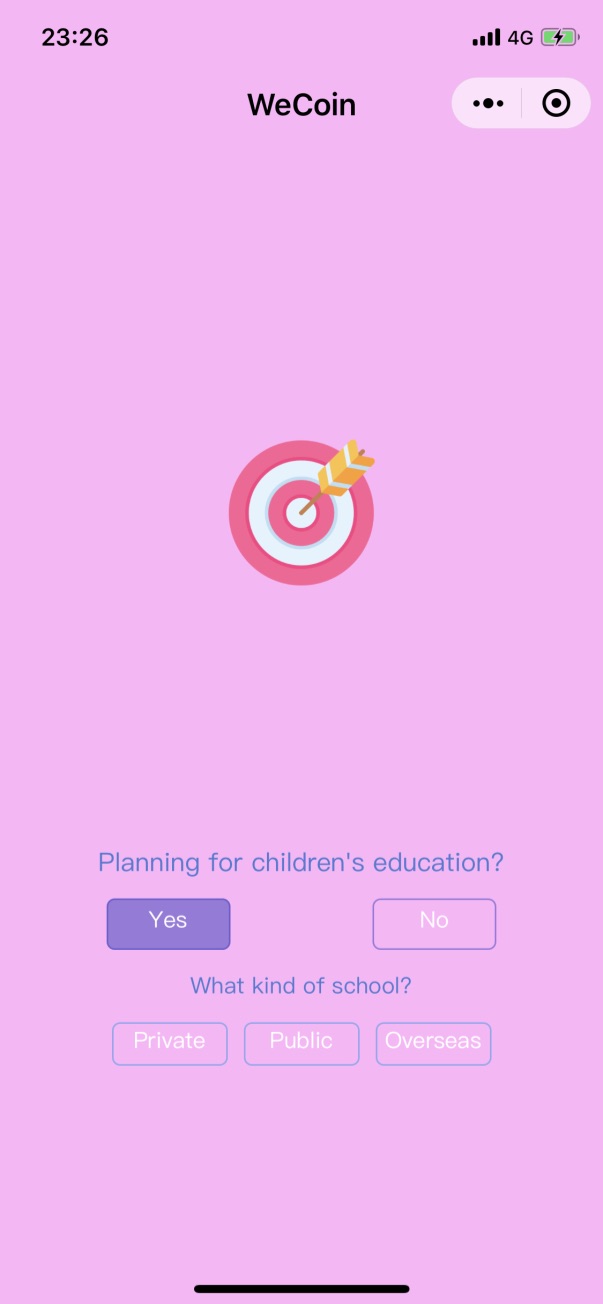 23:26 4G
WeCoin
Planning for children's education?
Yes No
What kind of school?
Private Public Overseas